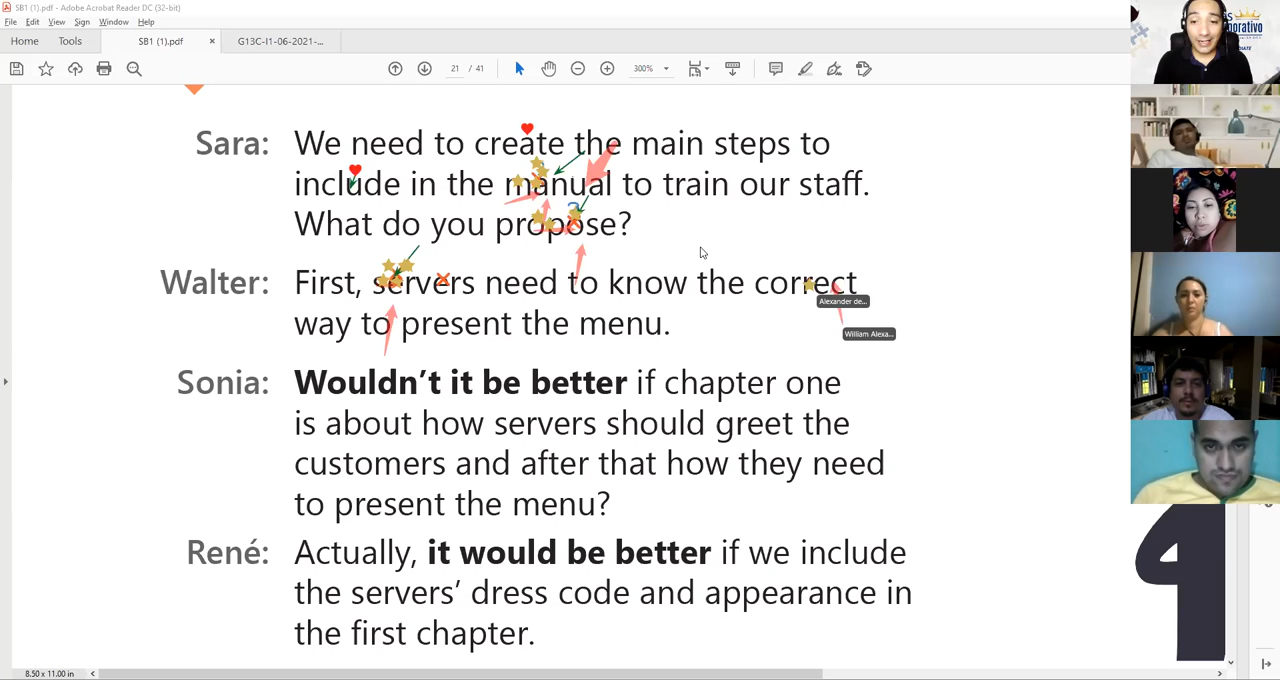 SB1 (1).pdf - Adobe Acrobat Reader DC (32-bit)
File Edit View Sign Window Help
Home Tools SB1 (1).pdf × G13C-I1-06-2021-...
21 / 41 300%
Sara: We need to create the main steps to
include in the manual to train our staff.
What do you propose?
Walter: First, servers need to know the correct
way to present the menu.
Alexander de...
William Alexa...
Sonia: Wouldn't it be better if chapter one
is about how servers should greet the
customers and after that how they need
to present the menu?
René: Actually, it would be better if we include
the servers' dress code and appearance in
the first chapter.
4
8.50 x 11.00 in